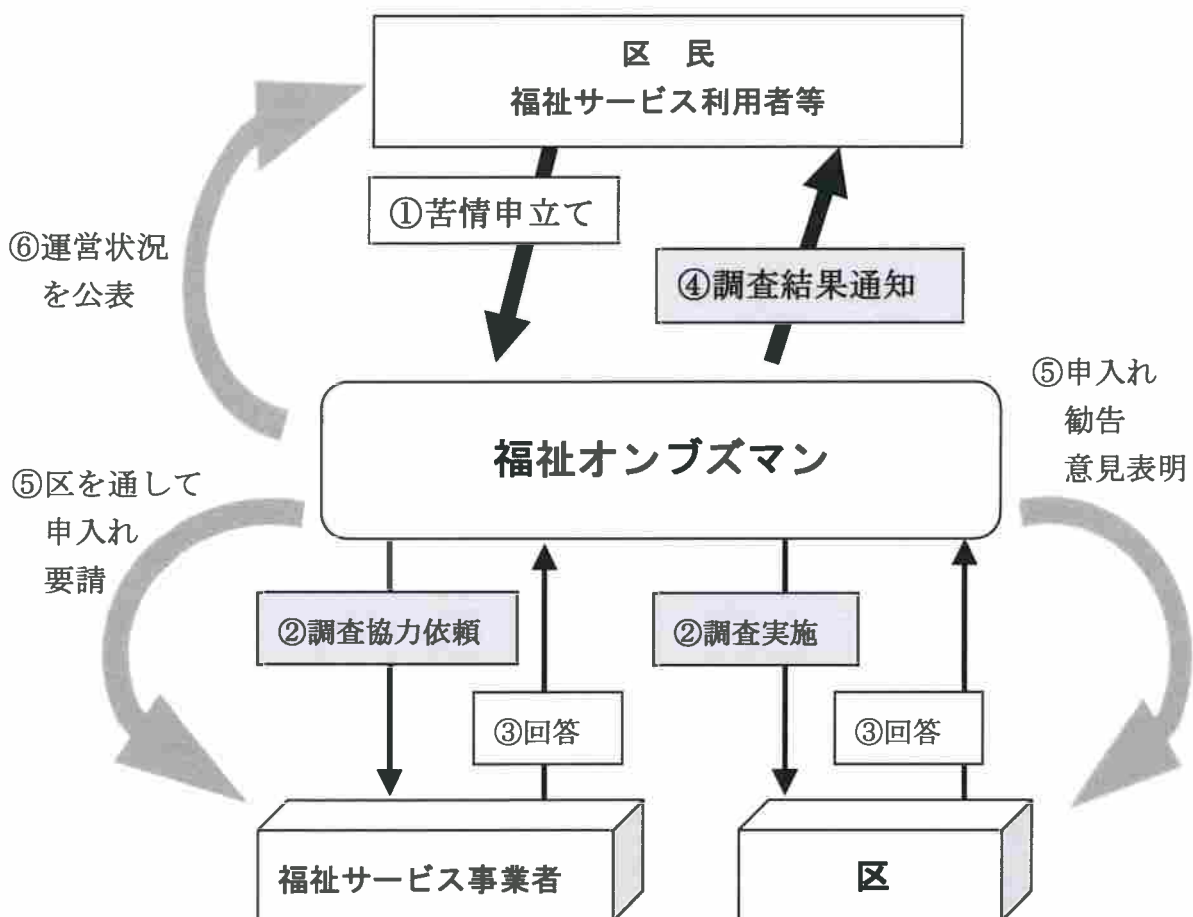 区 民
福祉サービス利用者等
①苦情申立て
④調査結果通知
⑥運営状況
を公表
福祉オンブズマン
⑤申入れ
勧告
意見表明
⑤区を通して
申入れ
要請
②調査協力依頼
②調査実施
③回答
③回答
福祉サービス事業者
区